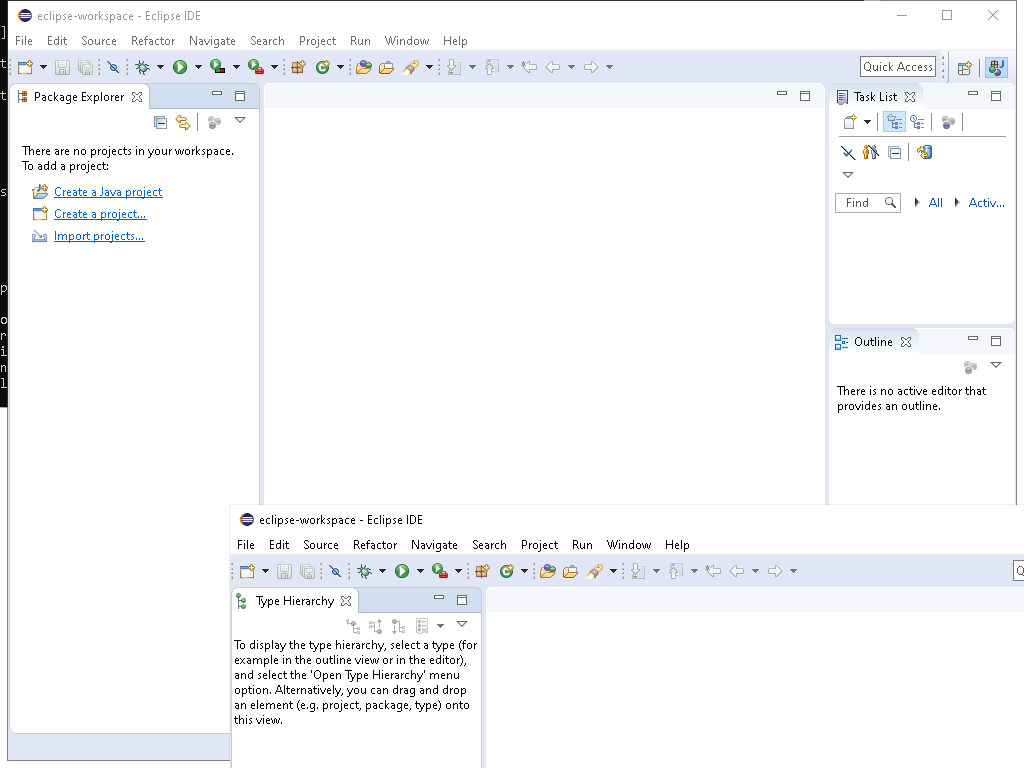 eclipse-workspace - Eclipse IDE
File Edit Source Refactor Navigate Search Project Run Window Help
Quick Access
Package Explorer
There are no projects in your workspace.
To add a project:
Create a Java project
Create a project...
Import projects...
Task List
Find All Activ...
Outline
There is no active editor that
provides an outline.
eclipse-workspace - Eclipse IDE
File Edit Source Refactor Navigate Search Project Run Window Help
Q
Type Hierarchy
To display the type hierarchy, select a type (for
example in the outline view or in the editor),
and select the 'Open Type Hierarchy' menu
option. Alternatively, you can drag and drop
an element (e.g. project, package, type) onto
this view.